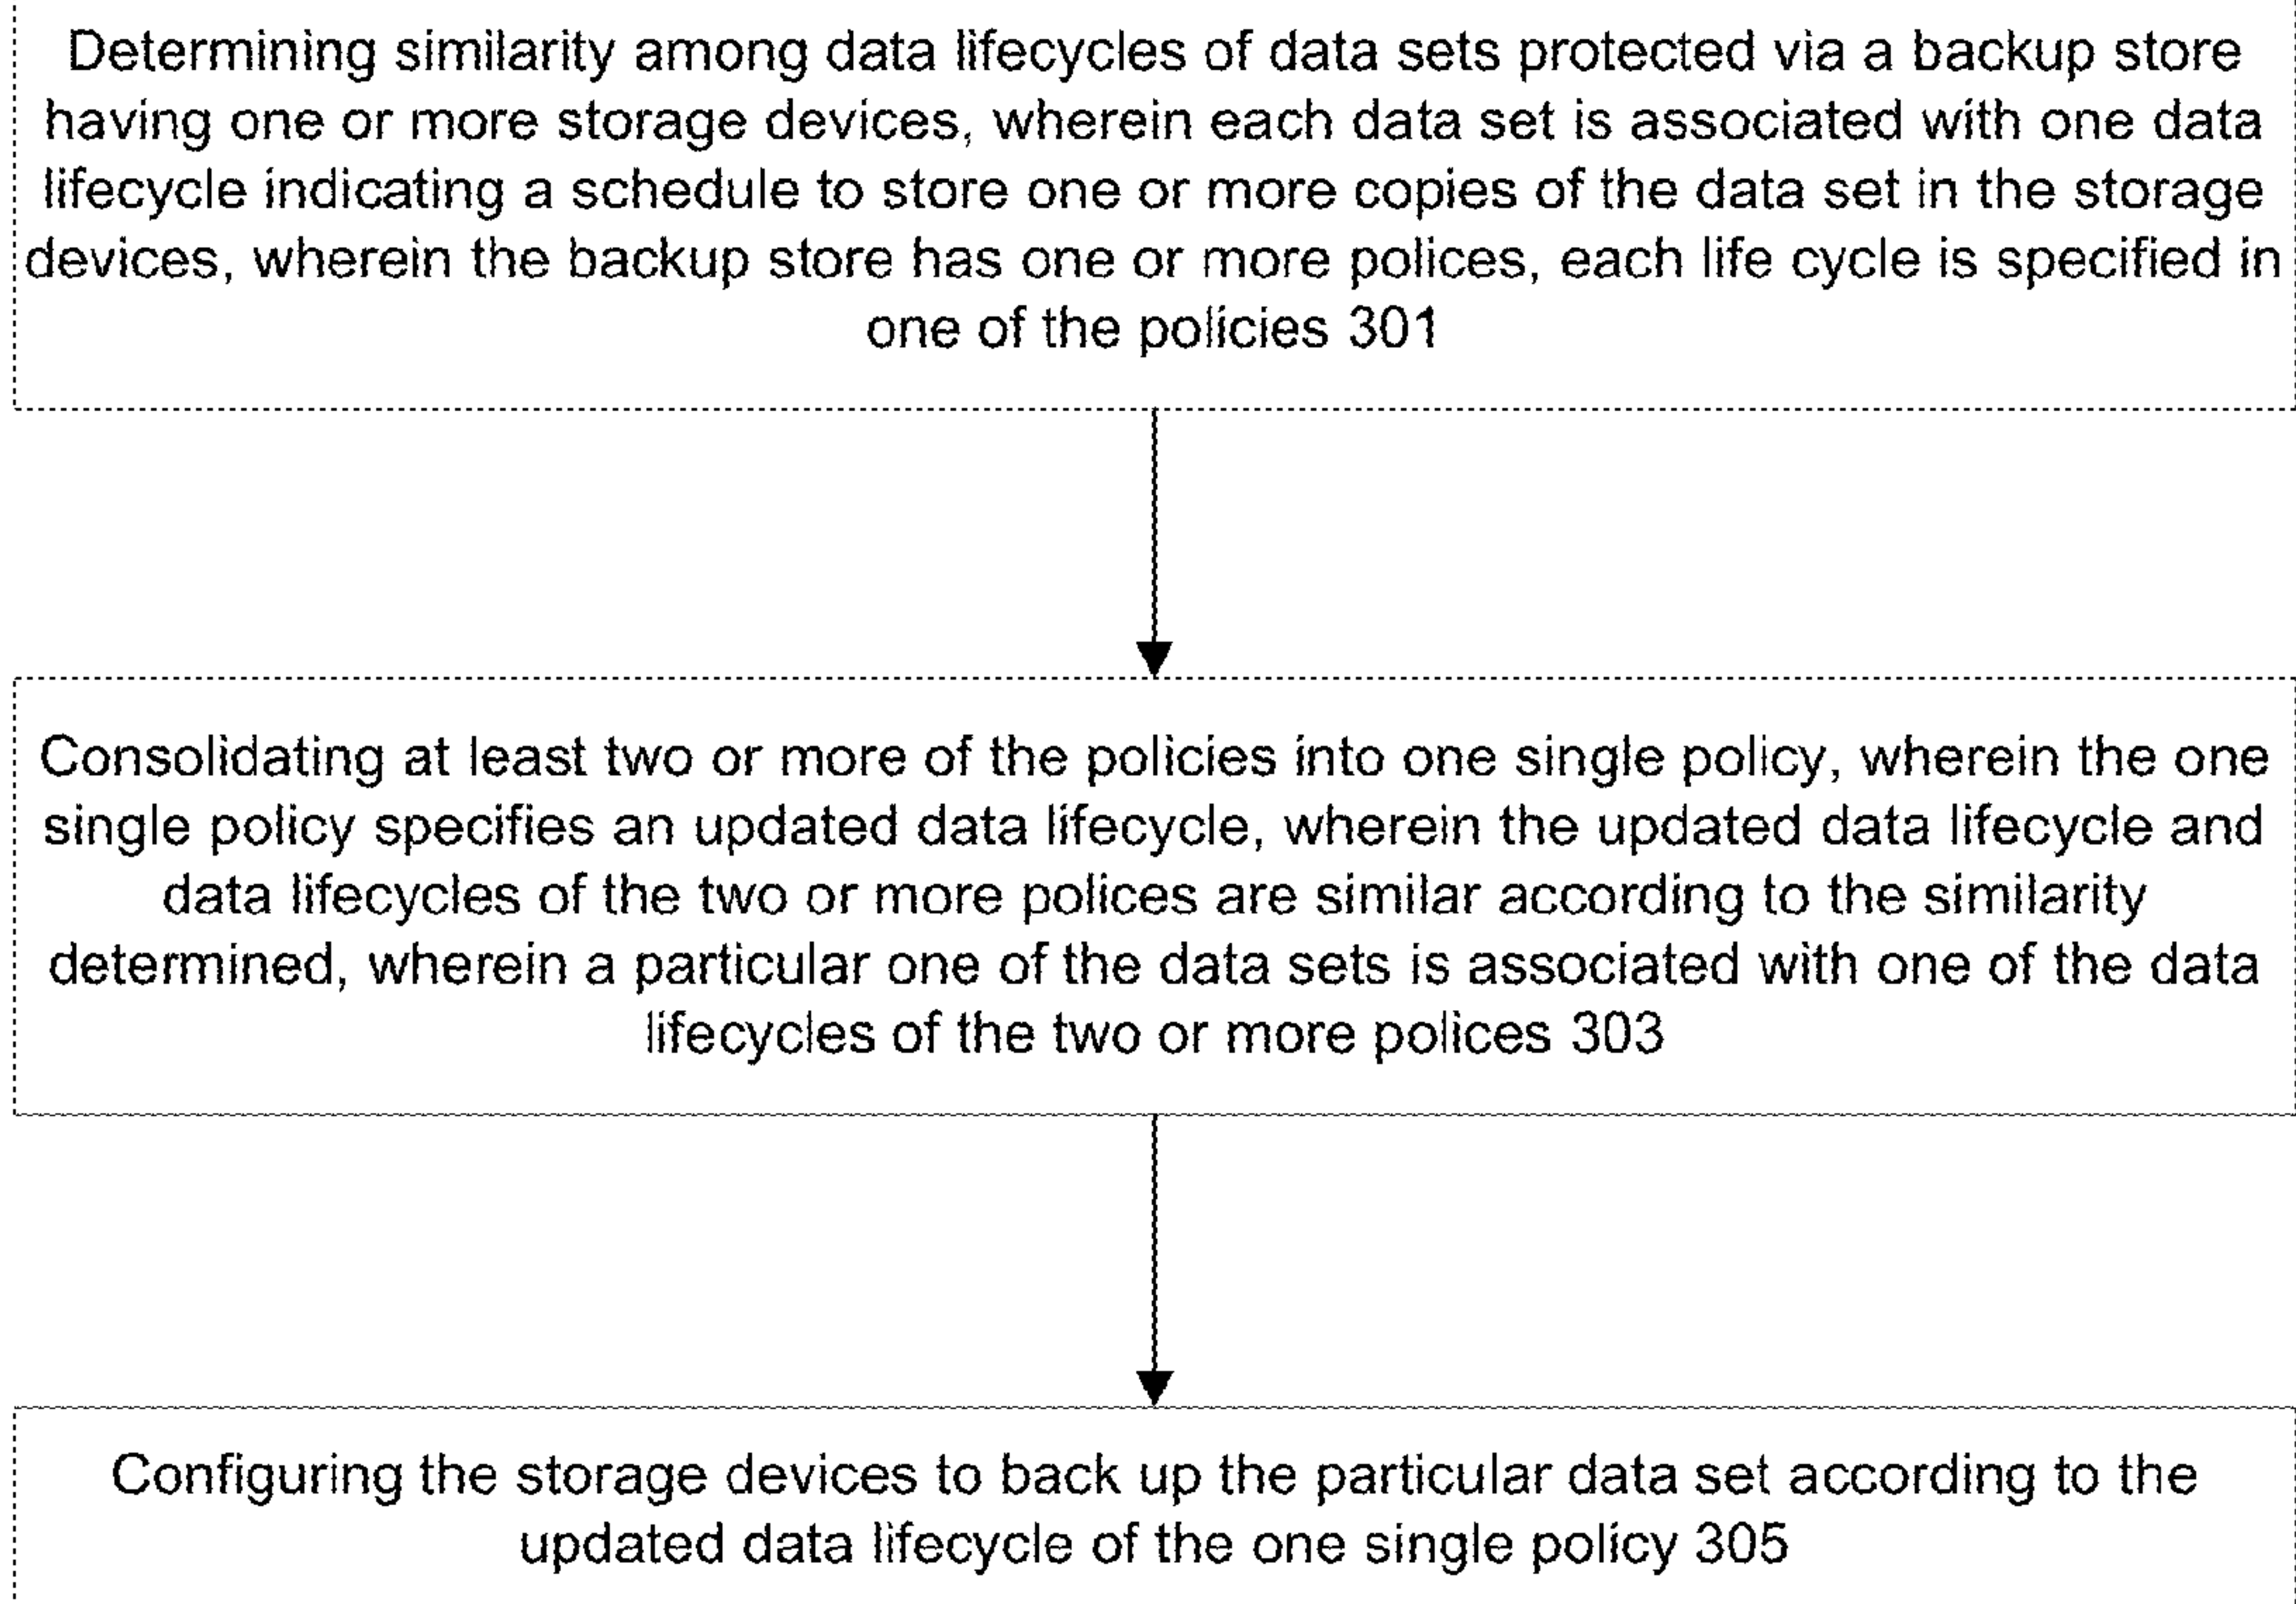 Determining similarity among data lifecycles of data sets protected via a backup store
having one or more storage devices, wherein each data set is associated with one data
lifecycle indicating a schedule to store one or more copies of the data set in the storage
devices, wherein the backup store has one or more polices, each life cycle is specified in
one of the policies 301
Consolidating at least two or more of the policies into one single policy, wherein the one
single policy specifies an updated data lifecycle, wherein the updated data lifecycle and
data lifecycles of the two or more polices are similar according to the similarity
determined, wherein a particular one of the data sets is associated with one of the data
lifecycles of the two or more polices 303
Configuring the storage devices to back up the particular data set according to the
updated data lifecycle of the one single policy 305